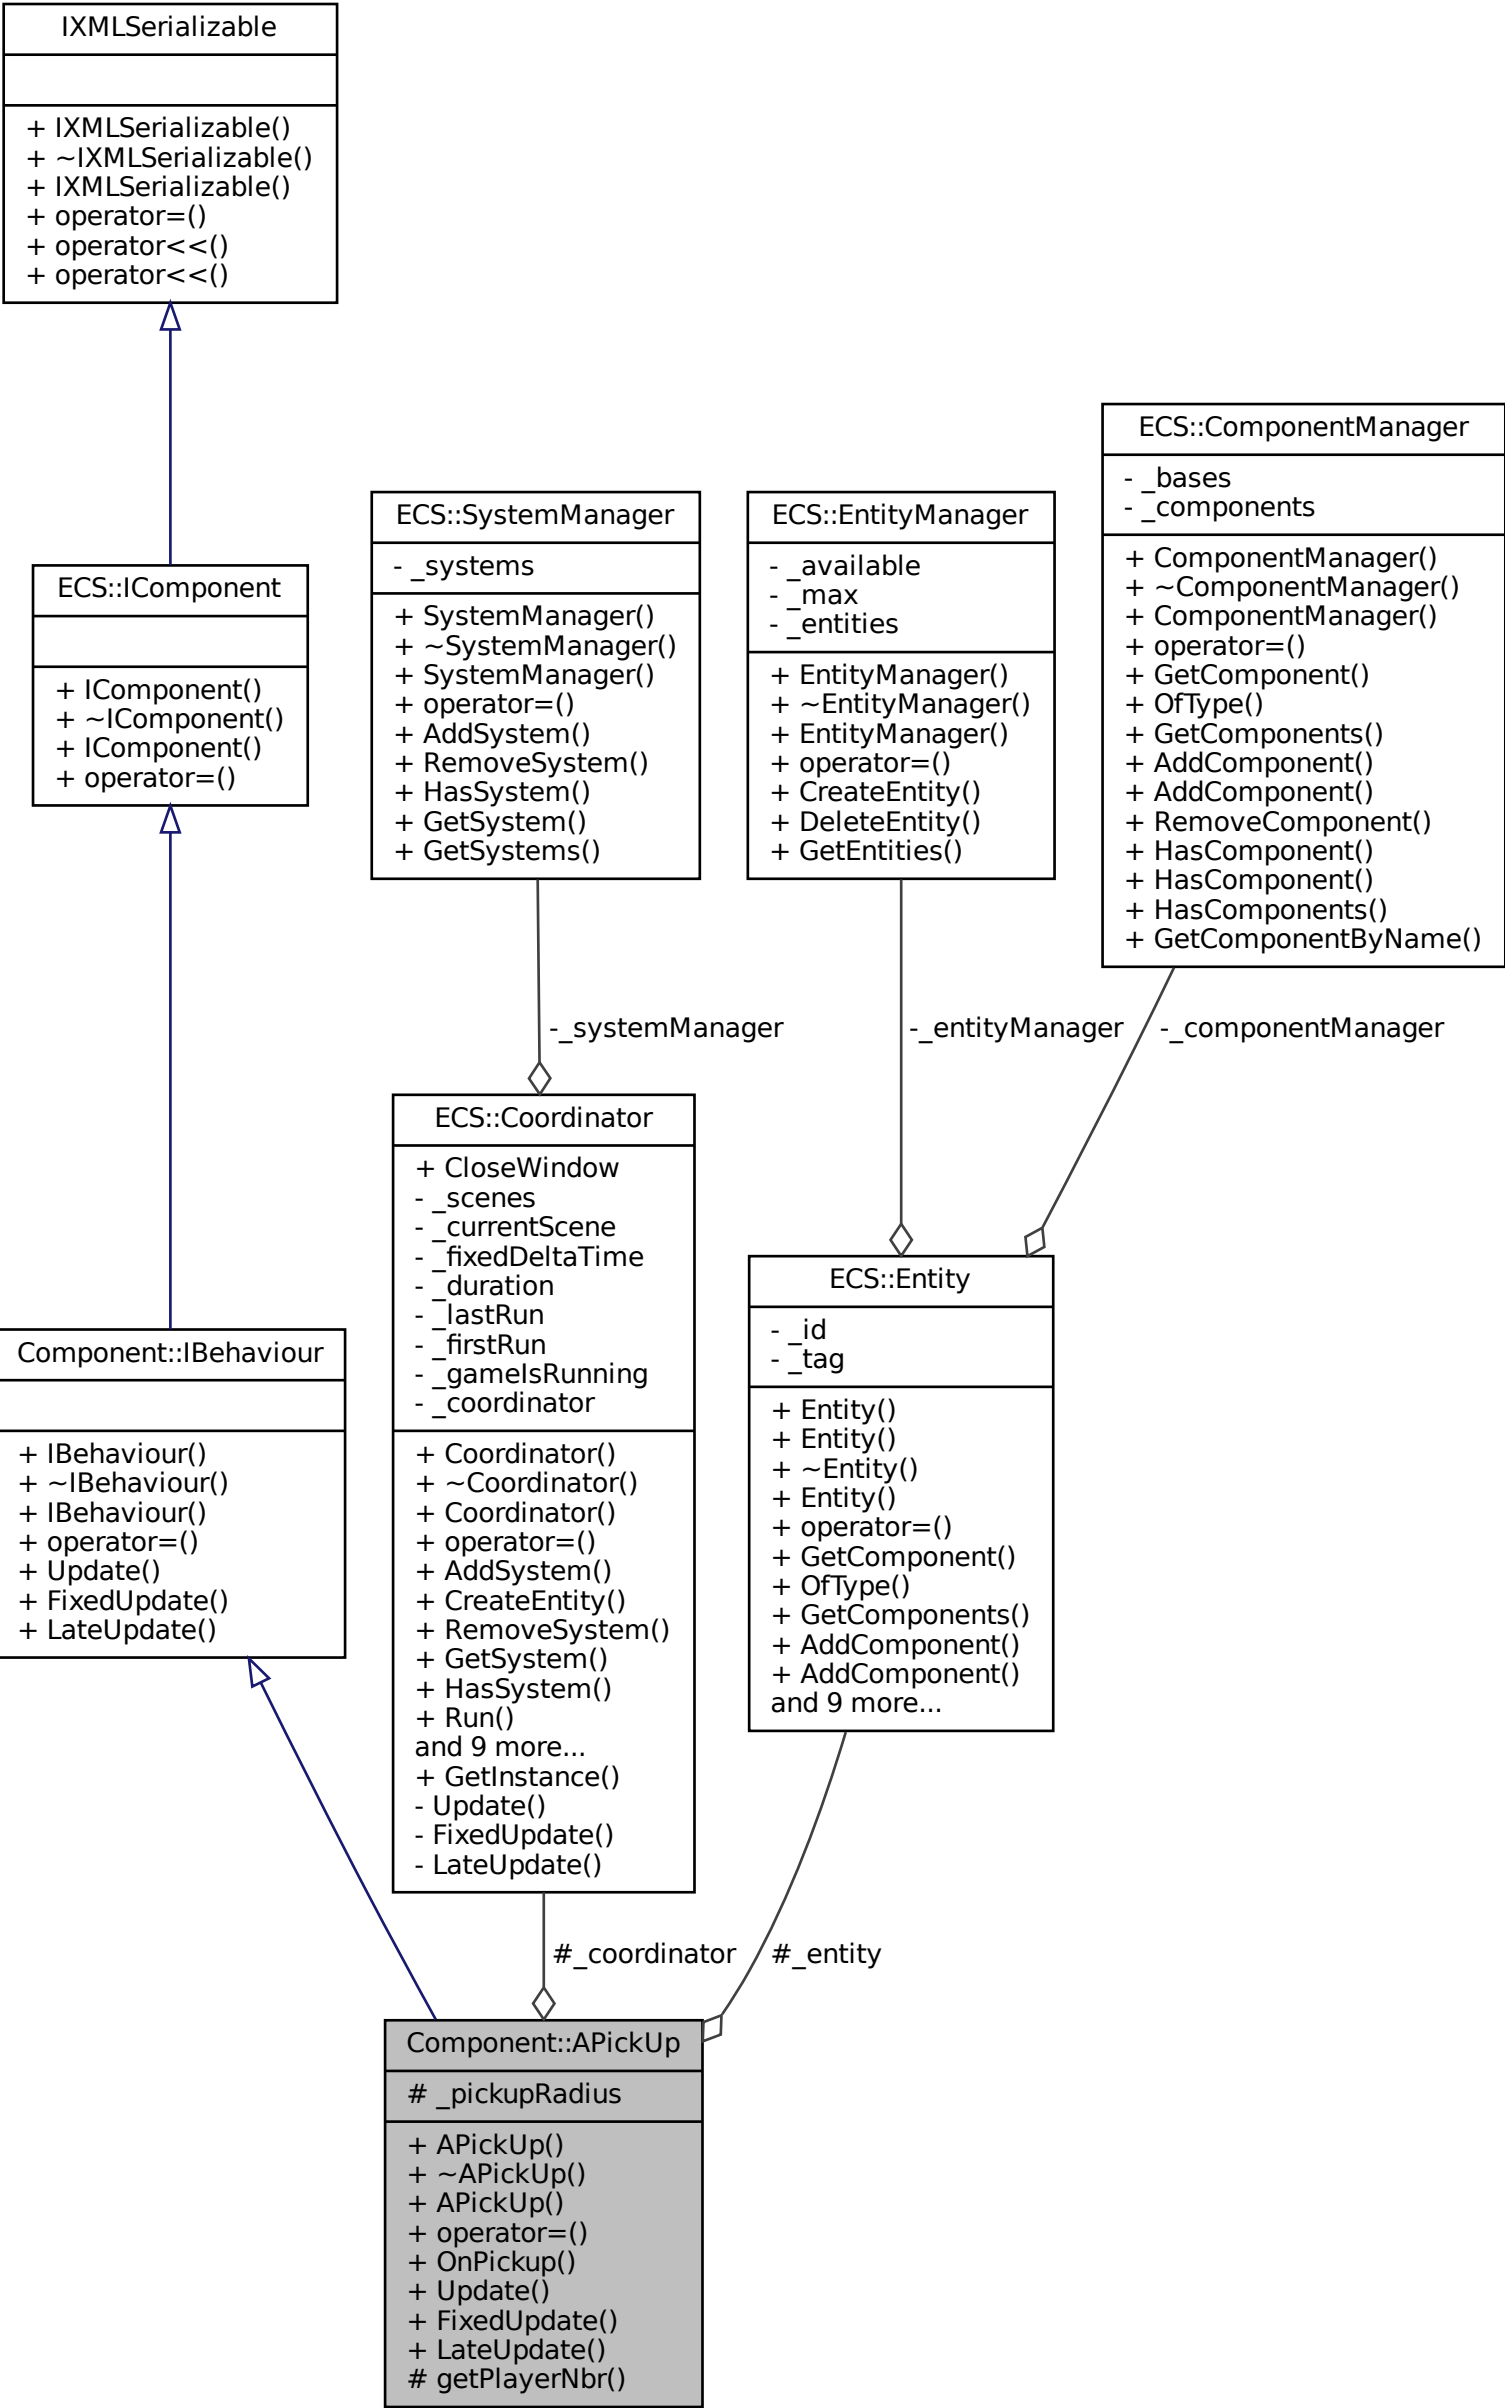 IXMLSerializable
+ IXMLSerializable()
+ ~IXMLSerializable()
+ IXMLSerializable()
+ operator=()
+ operator<<()
+ operator<<()
ECS::IComponent
+ IComponent()
+ ~IComponent()
+ IComponent()
+ operator=()
ECS::SystemManager
- _systems
+ SystemManager()
+ ~SystemManager()
+ SystemManager()
+ operator=()
+ AddSystem()
+ RemoveSystem()
+ HasSystem()
+ GetSystem()
+ GetSystems()
ECS::EntityManager
- _available
- _max
- _entities
+ EntityManager()
+ ~EntityManager()
+ EntityManager()
+ operator=()
+ CreateEntity()
+ DeleteEntity()
+ GetEntities()
ECS::ComponentManager
- _bases
- _components
+ ComponentManager()
+ ~ComponentManager()
+ ComponentManager()
+ operator=()
+ GetComponent()
+ OfType()
+ GetComponents()
+ AddComponent()
+ AddComponent()
+ RemoveComponent()
+ HasComponent()
+ HasComponent()
+ HasComponents()
+ GetComponentByName()
-_systemManager
-_entityManager
-_componentManager
Component::IBehaviour
+ IBehaviour()
+ ~IBehaviour()
+ IBehaviour()
+ operator=()
+ Update()
+ FixedUpdate()
+ LateUpdate()
ECS::Coordinator
+ CloseWindow
- _scenes
- _currentScene
- _fixedDeltaTime
- _duration
- _lastRun
- _firstRun
- _gameIsRunning
- _coordinator
+ Coordinator()
+ ~Coordinator()
+ Coordinator()
+ operator=()
+ AddSystem()
+ CreateEntity()
+ RemoveSystem()
+ GetSystem()
+ HasSystem()
+ Run()
and 9 more...
+ GetInstance()
- Update()
- FixedUpdate()
- LateUpdate()
ECS::Entity
- _id
- _tag
+ Entity()
+ Entity()
+ ~Entity()
+ Entity()
+ operator=()
+ GetComponent()
+ OfType()
+ GetComponents()
+ AddComponent()
+ AddComponent()
and 9 more...
#_coordinator
#_entity
Component::APickUp
# _pickupRadius
+ APickUp()
+ ~APickUp()
+ APickUp()
+ operator=()
+ OnPickup()
+ Update()
+ FixedUpdate()
+ LateUpdate()
# getPlayerNbr()